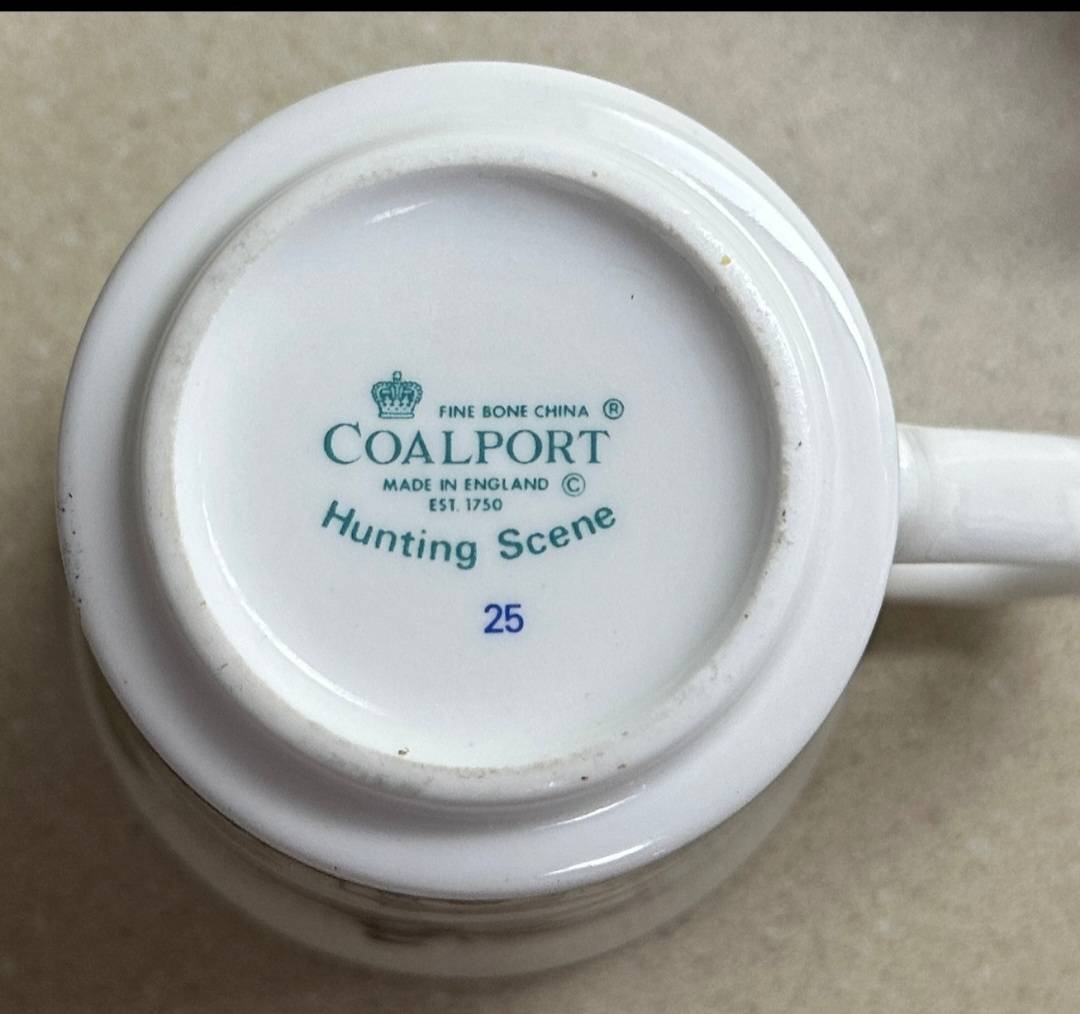 FINE BONE CHINA ®
COALPORT
MADE IN ENGLAND ©
EST. 1750
Hunting Scene
25